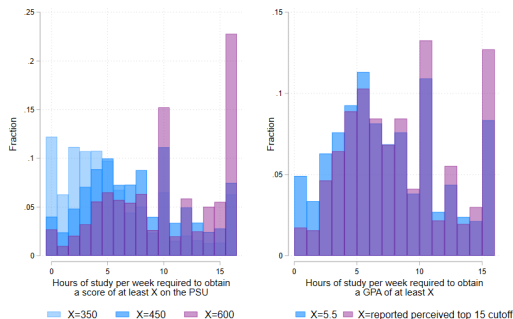 .25
.2
.15
.1
.05
0
Fraction
0 5 10 15
Hours of study per week required to obtain
a score of at least X on the PSU
X=350 X=450 X=600
.15
.1
.05
0
Fraction
0 5 10 15
Hours of study per week required to obtain
a GPA of at least X
X=5.5 X=reported perceived top 15 cutoff